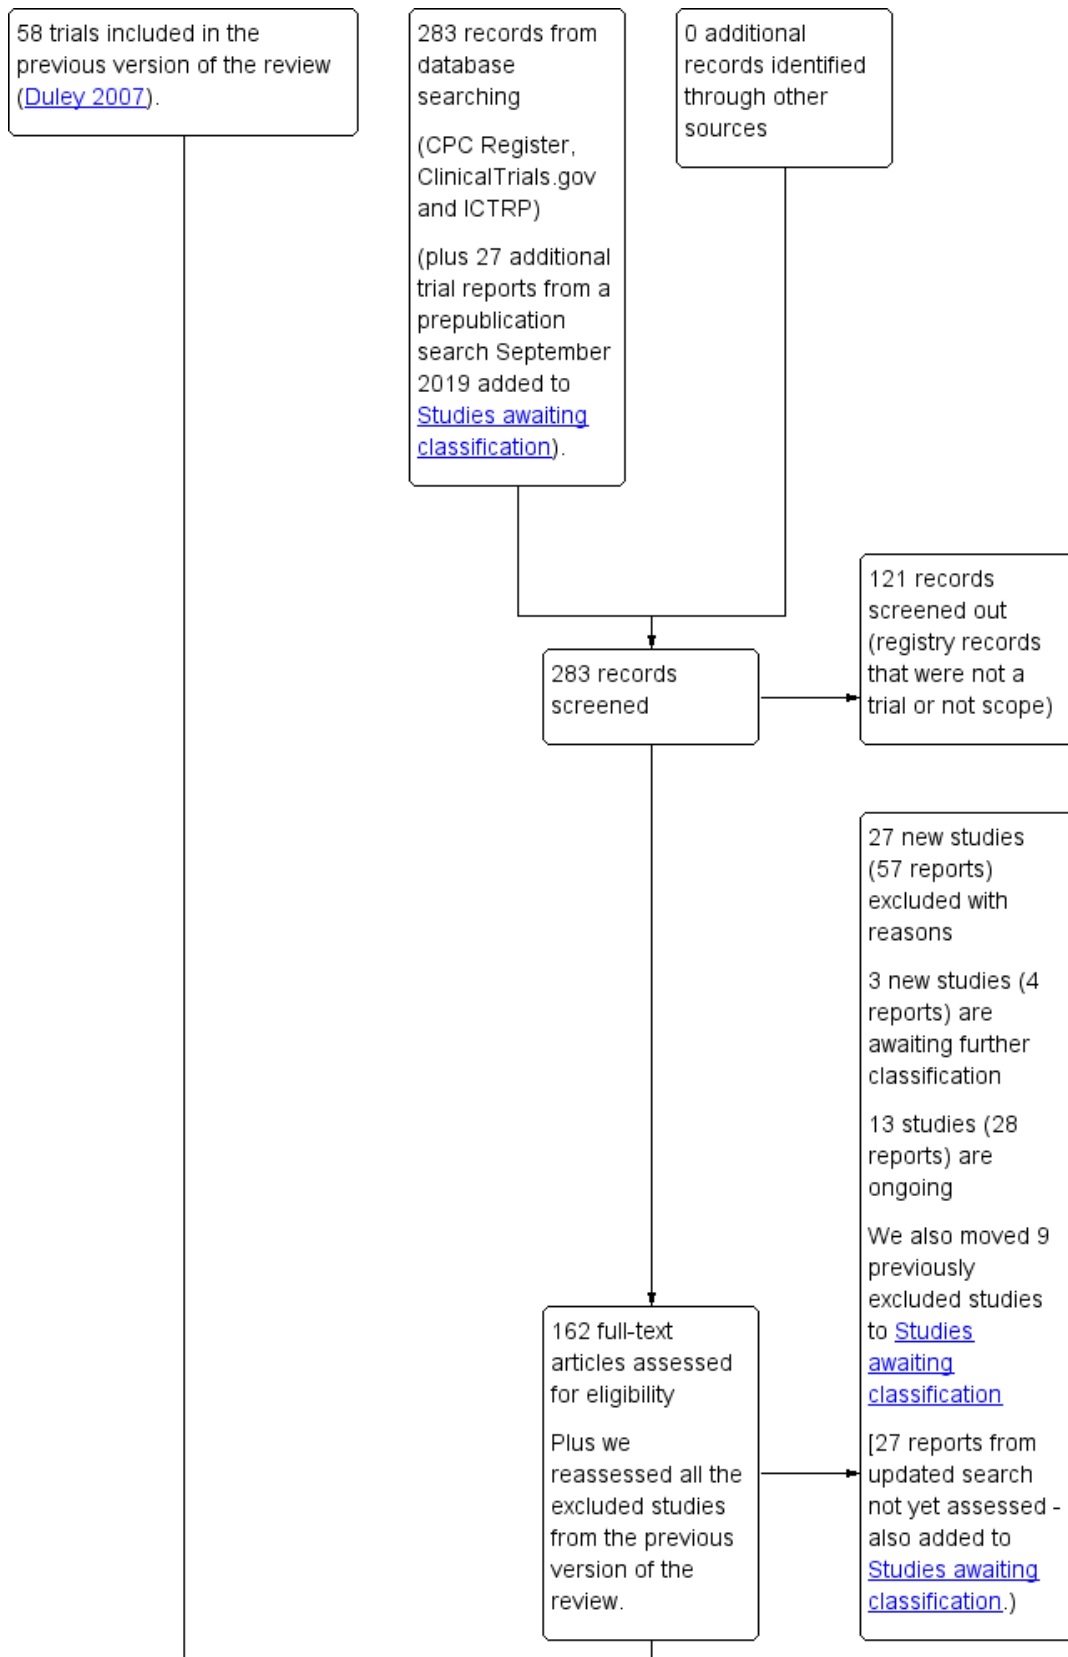 58 trials included in the
previous version of the review
(Duley 2007).
283 records from
database
searching
(CPC Register,
ClinicalTrials.gov
and ICTRP)
(plus 27 additional
trial reports from a
prepublication
search September
2019 added to
Studies awaiting
classification).
0 additional
records identified
through other
sources
283 records
screened
121 records
screened out
(registry records
that were not a
trial or not scope)
162 full-text
articles assessed
for eligibility
Plus we
reassessed all the
excluded studies
from the previous
version of the
review.
27 new studies
(57 reports)
excluded with
reasons
3 new studies (4
reports) are
awaiting further
classification
13 studies (28
reports) are
ongoing
We also moved 9
previously
excluded studies
to Studies
awaiting
classification
[27 reports from
updated search
not yet assessed -
also added to
Studies awaiting
classification.)